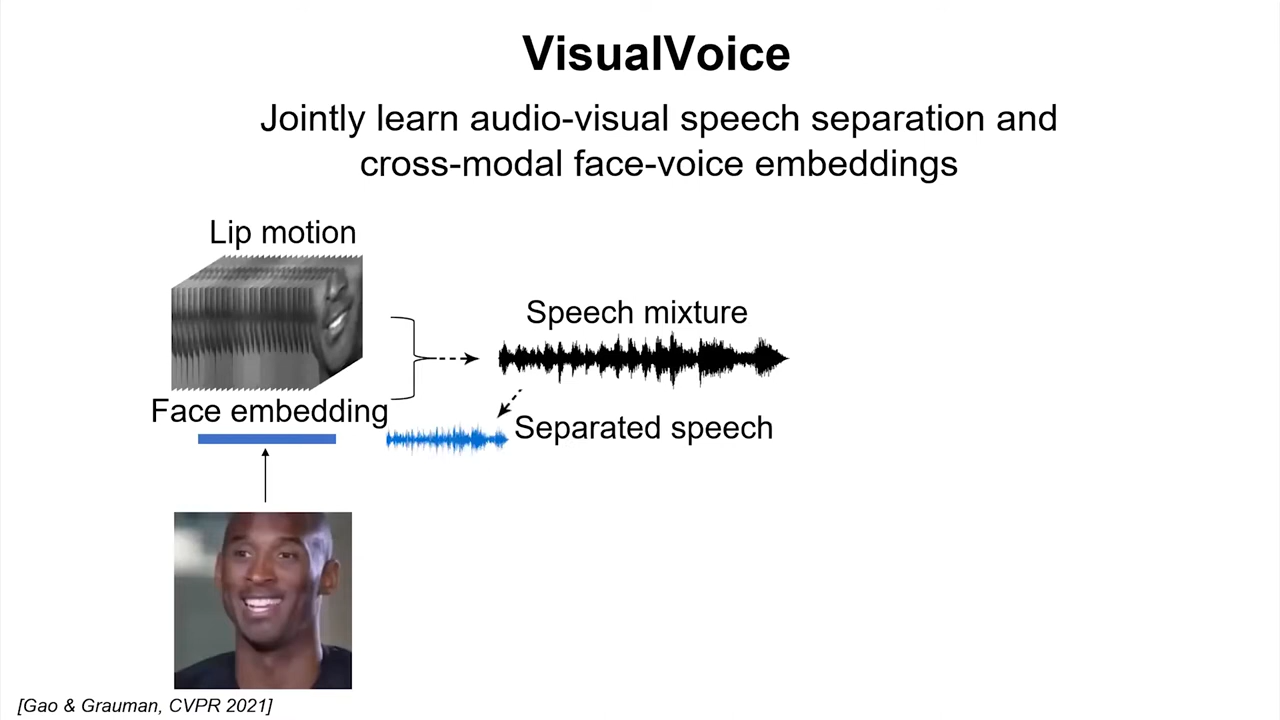 VisualVoice
Jointly learn audio-visual speech separation and
cross-modal face-voice embeddings
Lip motion
Speech mixture
Face embedding
Separated speech
[Gao & Grauman, CVPR 2021]